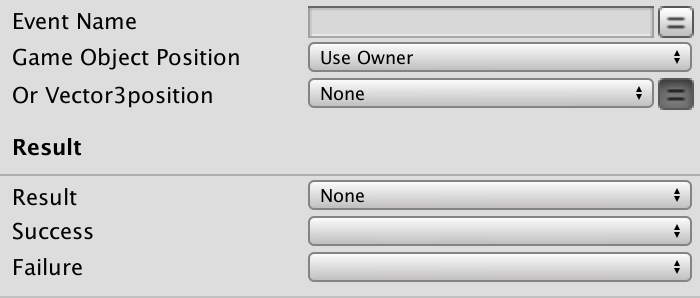 Event Name
Game Object Position Use Owner
Or Vector3position None
Result
Result None
Success
Failure